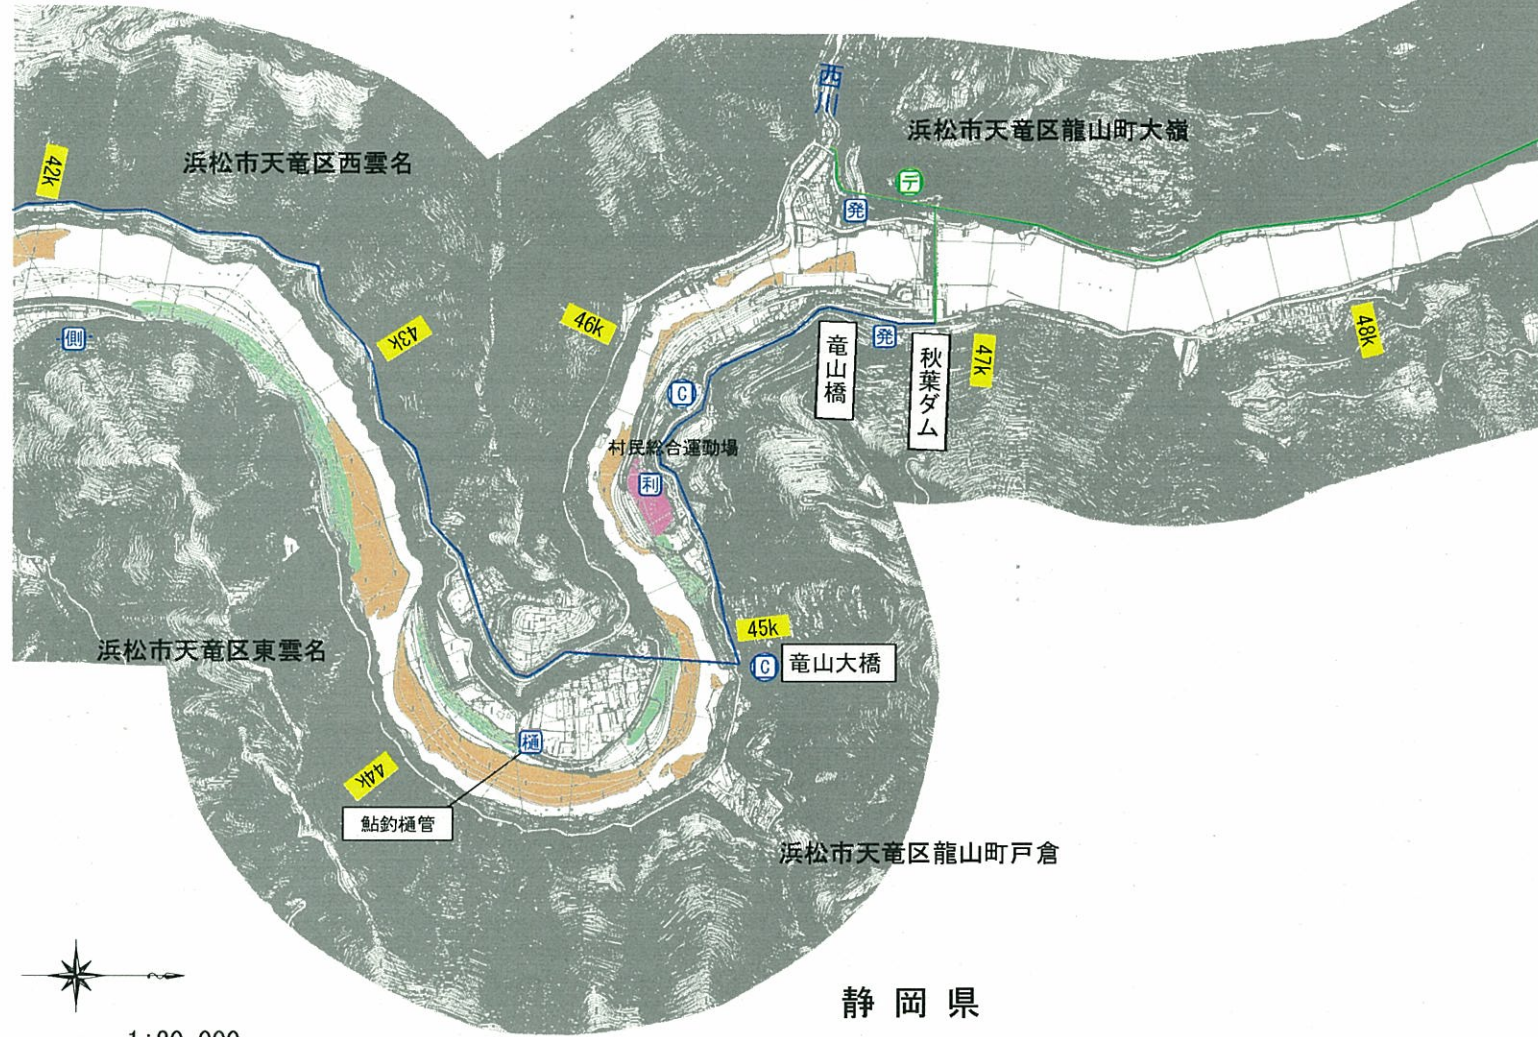 西川
浜松市天竜区龍山町大嶺
浜松市天竜区西雲名
42k
テ
発
46k
43k
側
竜山橋
発
秋葉ダム
47k
48k
C
村民総合運動場
利
45k
浜松市天竜区東雲名
C
竜山大橋
樋
44k
鮎釣樋管
浜松市天竜区龍山町戸倉
静岡県